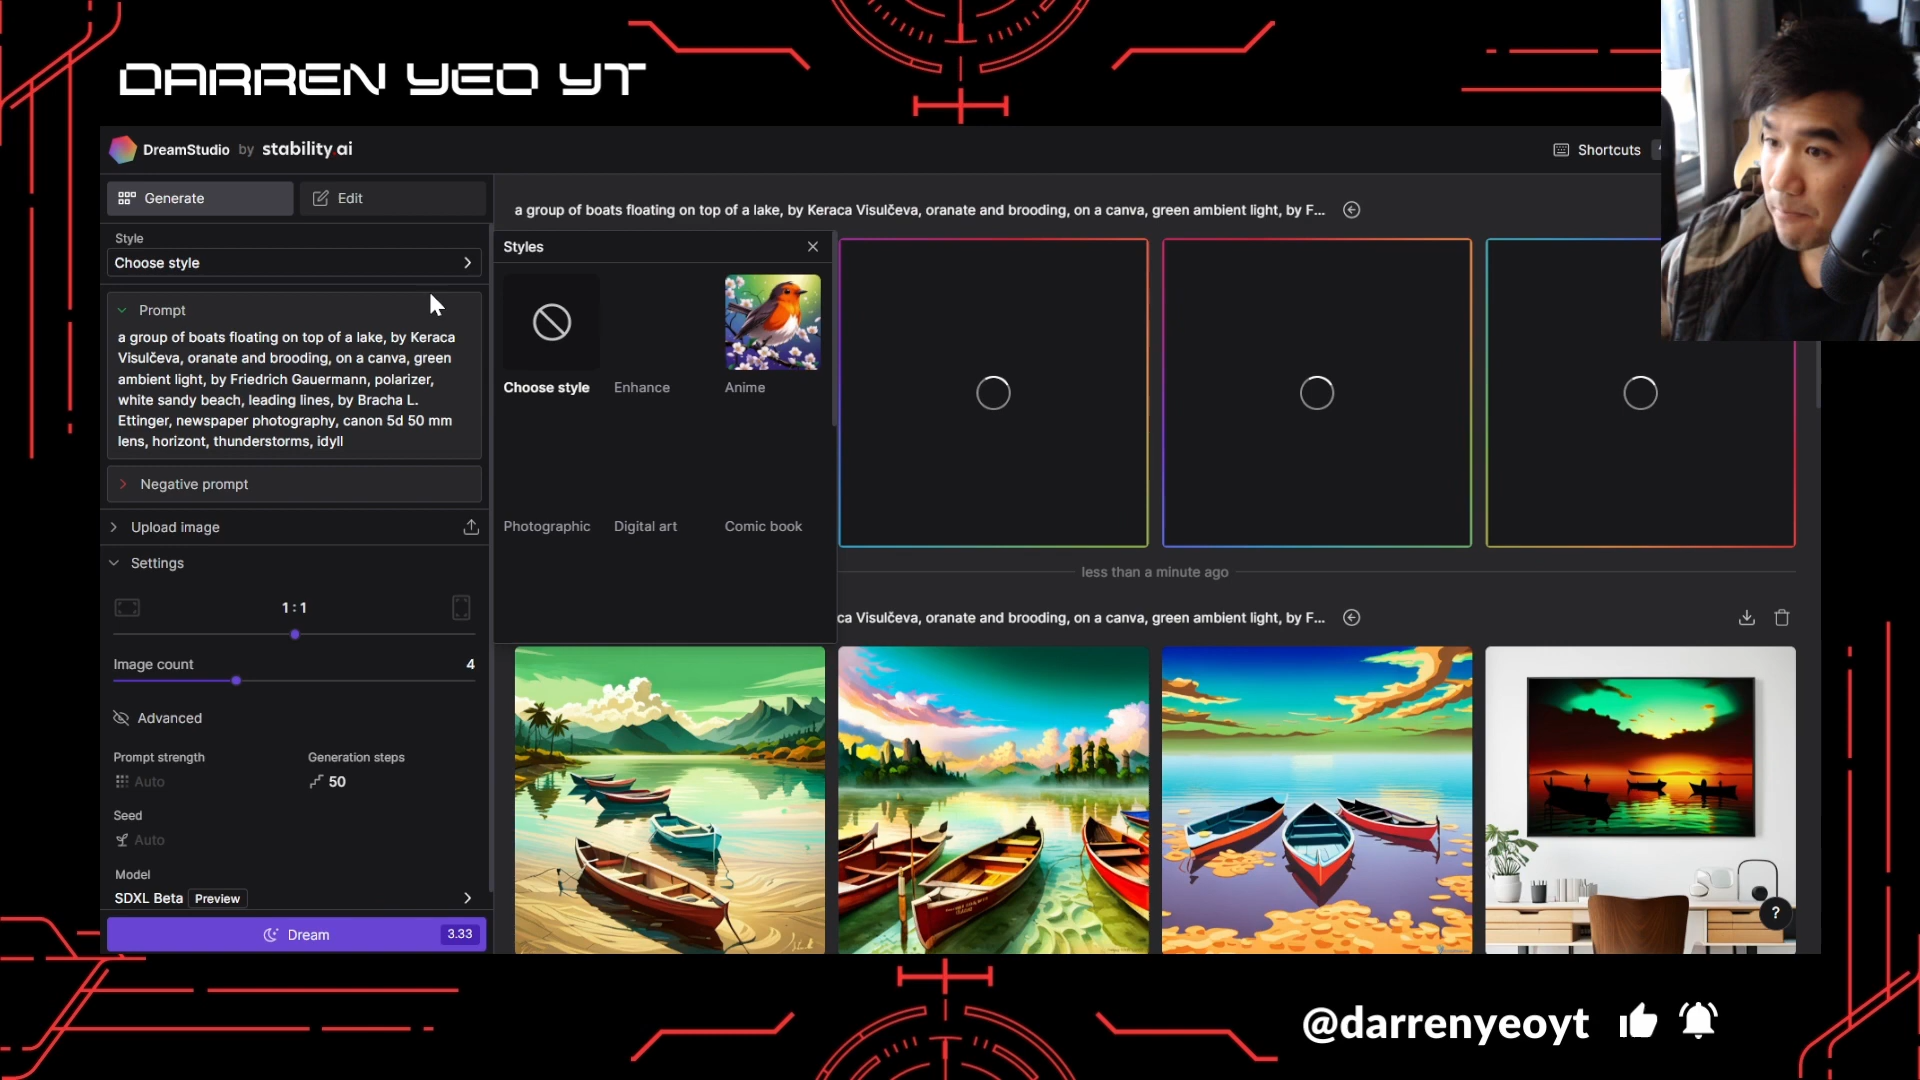 DARREN YEO YT
DreamStudio by stability.ai
Shortcuts
Generate
Edit
Style
Choose style
Prompt
a group of boats floating on top of a lake, by Keraca
Visulčeva, oranate and brooding, on a canva, green
ambient light, by Friedrich Gauermann, polarizer,
white sandy beach, leading lines, by Bracha L.
Ettinger, newspaper photography, canon 5d 50 mm
lens, horizont, thunderstorms, idyll
Negative prompt
Upload image
Settings
1:1
Image count 4
Advanced
Prompt strength Generation steps
Auto 50
Seed
Auto
Model
SDXL Beta Preview
Dream 3.33
a group of boats floating on top of a lake, by Keraca Visulčeva, oranate and brooding, on a canva, green ambient light, by F...
Styles
Choose style Enhance Anime
Photographic Digital art Comic book
less than a minute ago
ca Visulčeva, oranate and brooding, on a canva, green ambient light, by F...
?
@darrenyeoyt